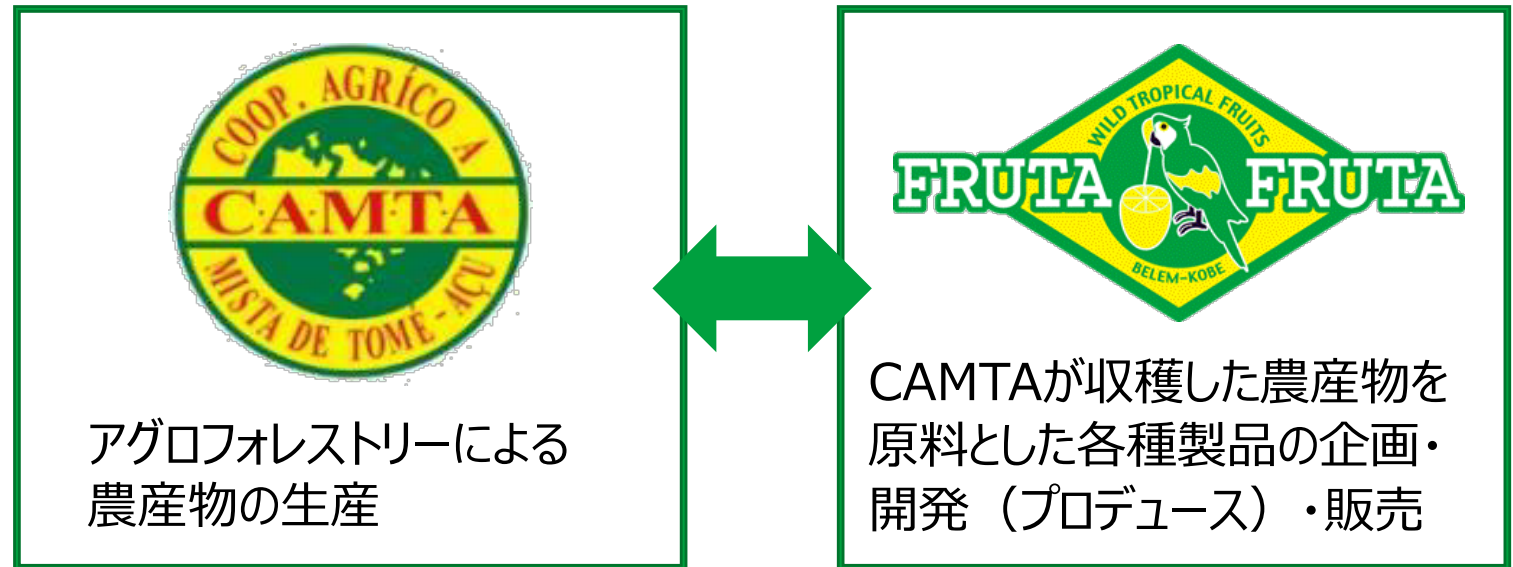 COOP. AGRÍCO A
C·A·M·T·A
MISTA DE TOMÉ-AÇU
アグロフォレストリーによる
農産物の生産
WILD TROPICAL FRUITS
FRUTA FRUTA
BELEM-KOBE
CAMTAが収穫した農産物を
原料とした各種製品の企画・
開発（プロデュース）・販売